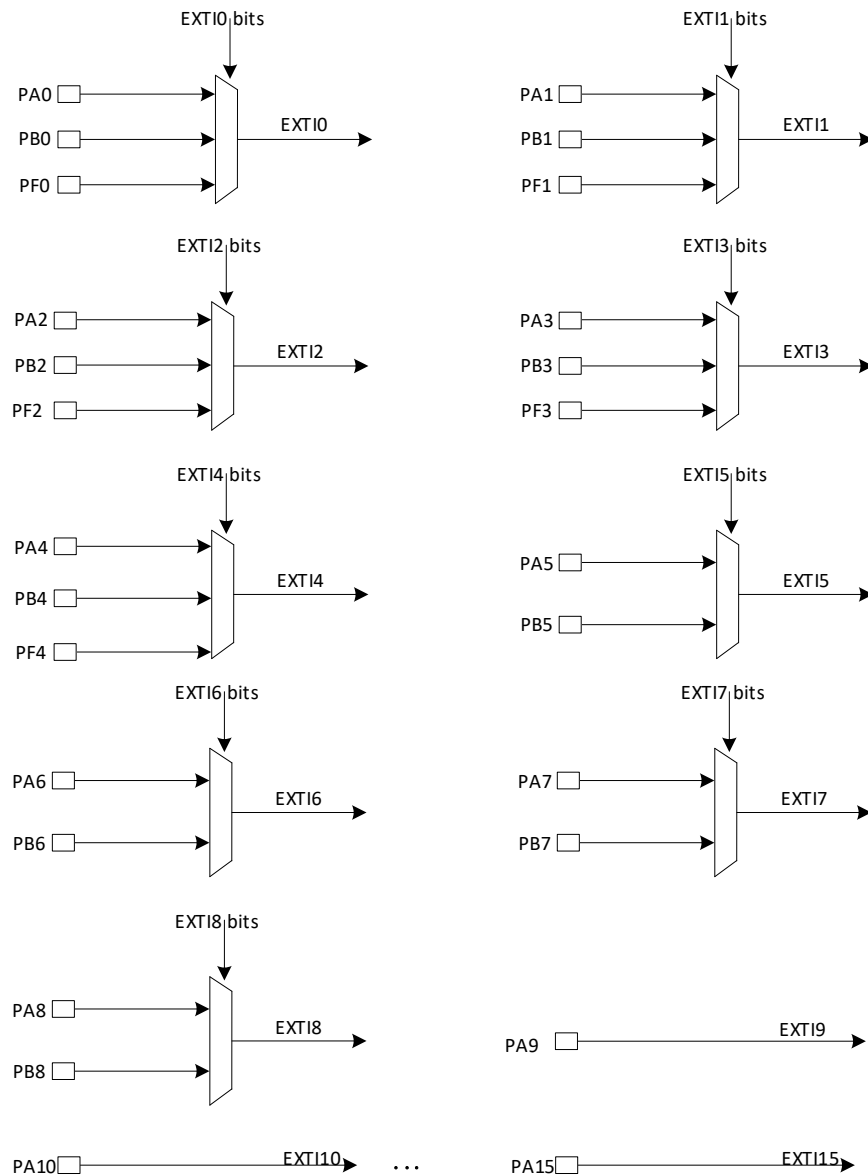 EXTI0 bits
PA0
PB0
PF0
EXTI0
EXTI1 bits
PA1
PB1
PF1
EXTI1
EXTI2 bits
PA2
PB2
PF2
EXTI2
EXTI3 bits
PA3
PB3
PF3
EXTI3
EXTI4 bits
PA4
PB4
PF4
EXTI4
EXTI5 bits
PA5
PB5
EXTI5
EXTI6 bits
PA6
PB6
EXTI6
EXTI7 bits
PA7
PB7
EXTI7
EXTI8 bits
PA8
PB8
EXTI8
PA9
EXTI9
PA10
EXTI10
...
PA15
EXTI15